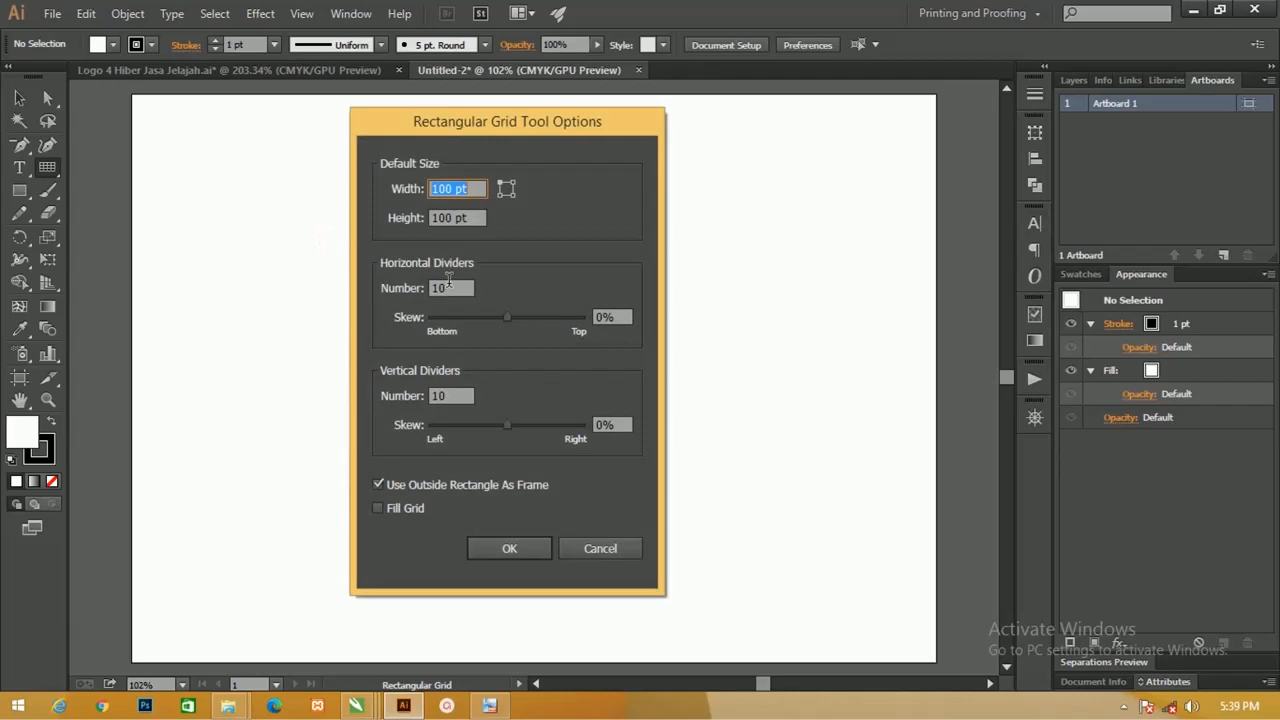 Ai File Edit Object Type Select Effect View Window Help Br St Printing and Proofing
No Selection Stroke: 1 pt Uniform 5 pt. Round Opacity: 100% Style: Document Setup Preferences
Logo 4 Hiber Jasa Jelajah.ai* @ 203.34% (CMYK/GPU Preview) × Untitled-2* @ 102% (CMYK/GPU Preview) ×
Layers Info Links Libraries Artboards
1 Artboard 1
Rectangular Grid Tool Options
Default Size
Width: 100 pt
Height: 100 pt
Horizontal Dividers
Number: 10
Skew: 0%
Bottom Top
Vertical Dividers
Number: 10
Skew: 0%
Left Right
Use Outside Rectangle As Frame
Fill Grid
OK Cancel
1 Artboard
Swatches Appearance
No Selection
Stroke: 1 pt
Opacity: Default
Fill:
Opacity: Default
Opacity: Default
Activate Windows
Go to PC settings to activate Windows.
fx
Separations Preview
Document Info Attributes
102% 1 Rectangular Grid
Ps Ai 5:39 PM